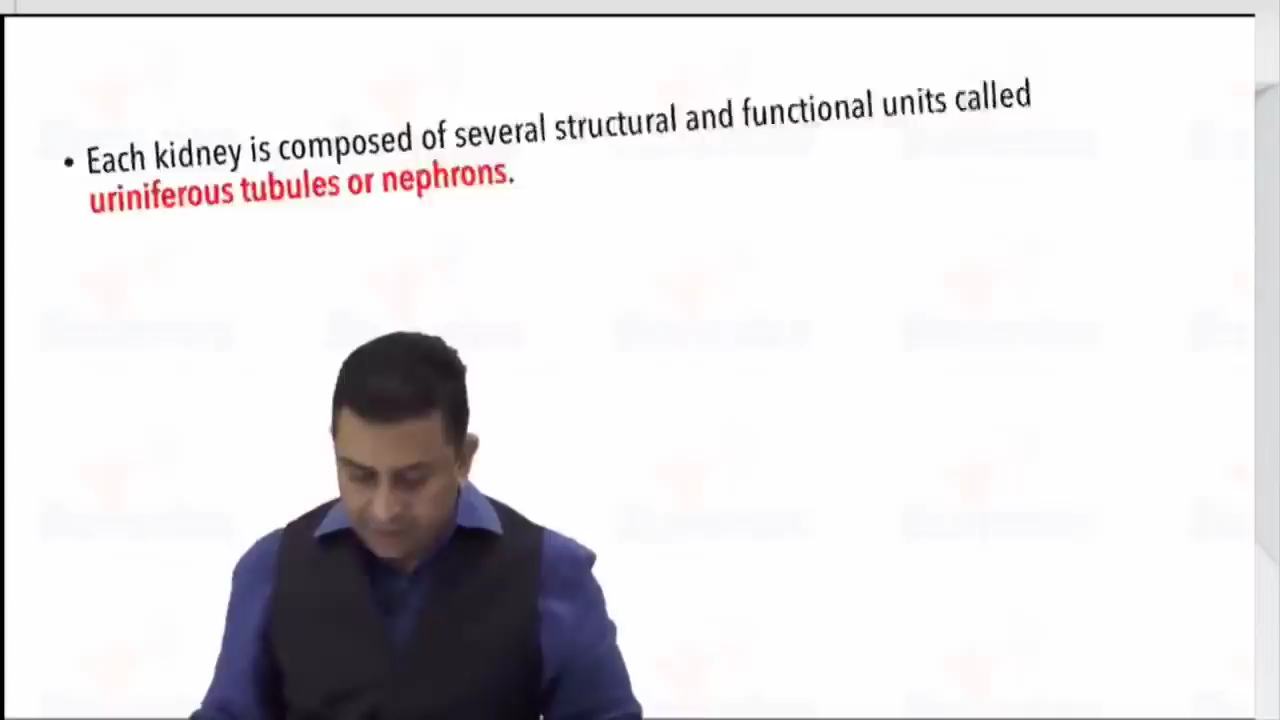 • Each kidney is composed of several structural and functional units called
uriniferous tubules or nephrons.